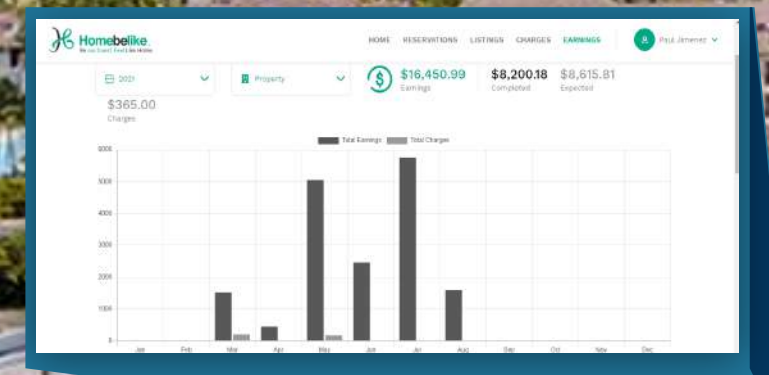 Homebelike.
HOME RESERVATIONS LISTINGS CHARGES EARNINGS
Paul Jimenez
2021
Property
$16,450.99
Earnings
$8,200.18
Completed
$8,615.81
Expected
$365.00
Charges
Total Earnings Total Charges
6000
5000
4000
3000
2000
1000
0
Jan Feb Mar Apr May Jun Jul Aug Sep Oct Nov Dec